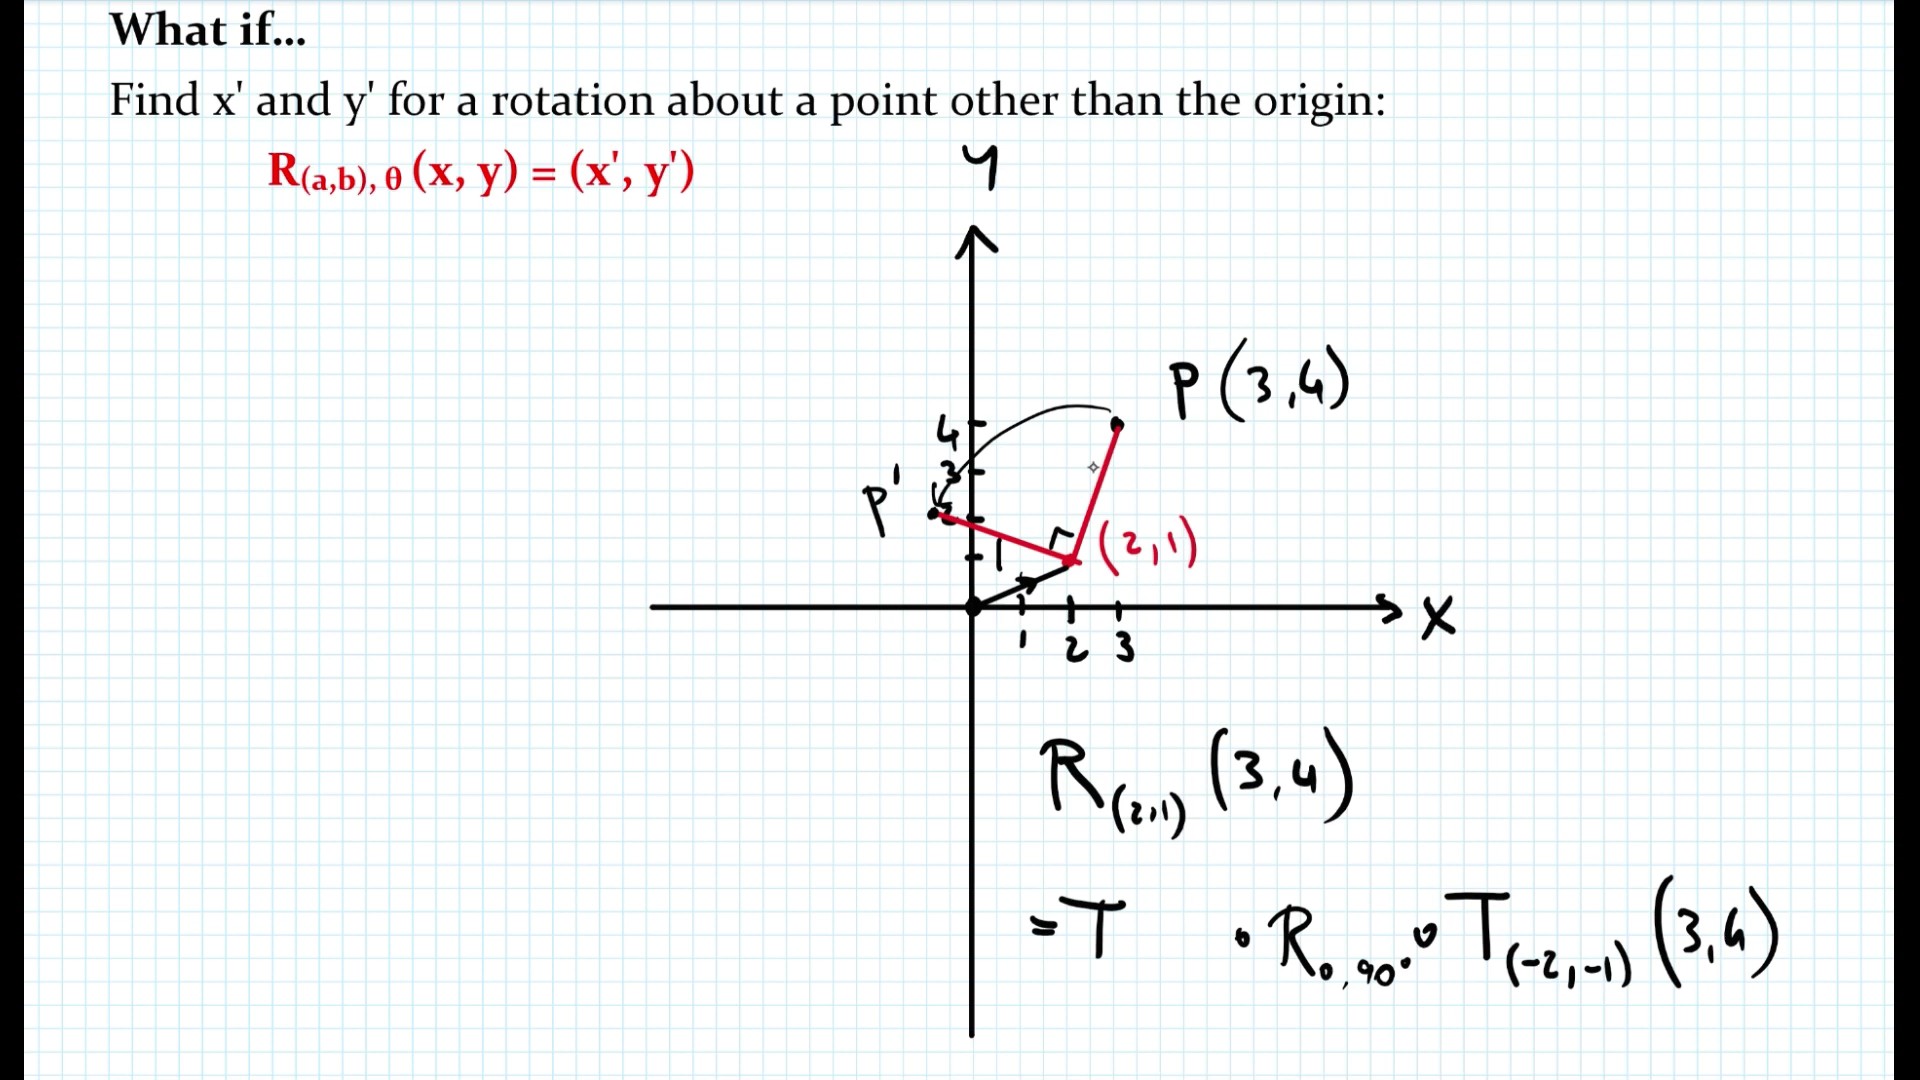 What if...
Find x' and y' for a rotation about a point other than the origin:
R(a,b), θ (x, y) = (x', y')
Y
P (3,4)
4
3
P'
2
(2,1)
1
X
1 2 3
R(2,1) (3,4)
= T ∘ R0,90° ∘ T(-2,-1) (3,4)